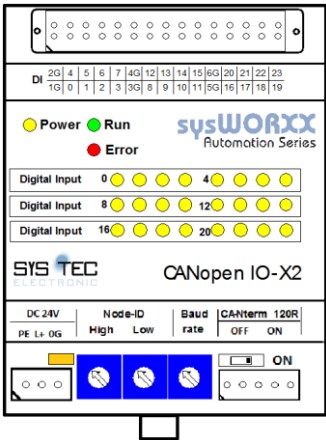 DI 2G 4 5 6 7 4G 12 13 14 15 6G 20 21 22 23
1G 0 1 2 3 3G 8 9 10 11 5G 16 17 18 19
Power Run
Error
sysWORXX
Automation Series
Digital Input 0 4
Digital Input 8 12
Digital Input 16 20
SYS TEC
ELECTRONIC
CANopen IO-X2
DC 24V Node-ID Baud CANterm 120R
PE L+ 0G High Low rate OFF ON
ON